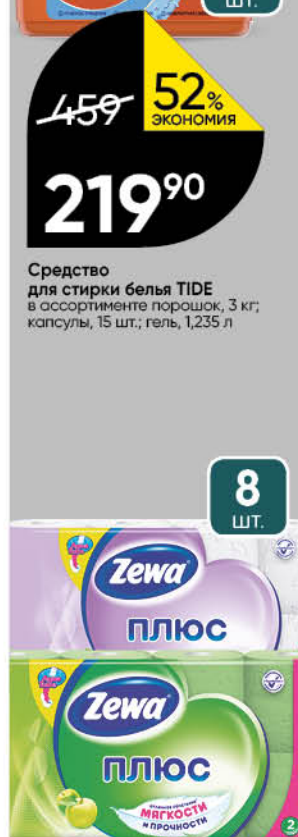 ШТ.
459
52%
ЭКОНОМИЯ
219⁹⁰
Средство
для стирки белья TIDE
в ассортименте порошок, 3 кг;
капсулы, 15 шт.; гель, 1,235 л
8
ШТ.
Zewa
ПЛЮС
Zewa
ПЛЮС
МЯГКОСТИ
И ПРОЧНОСТИ
2